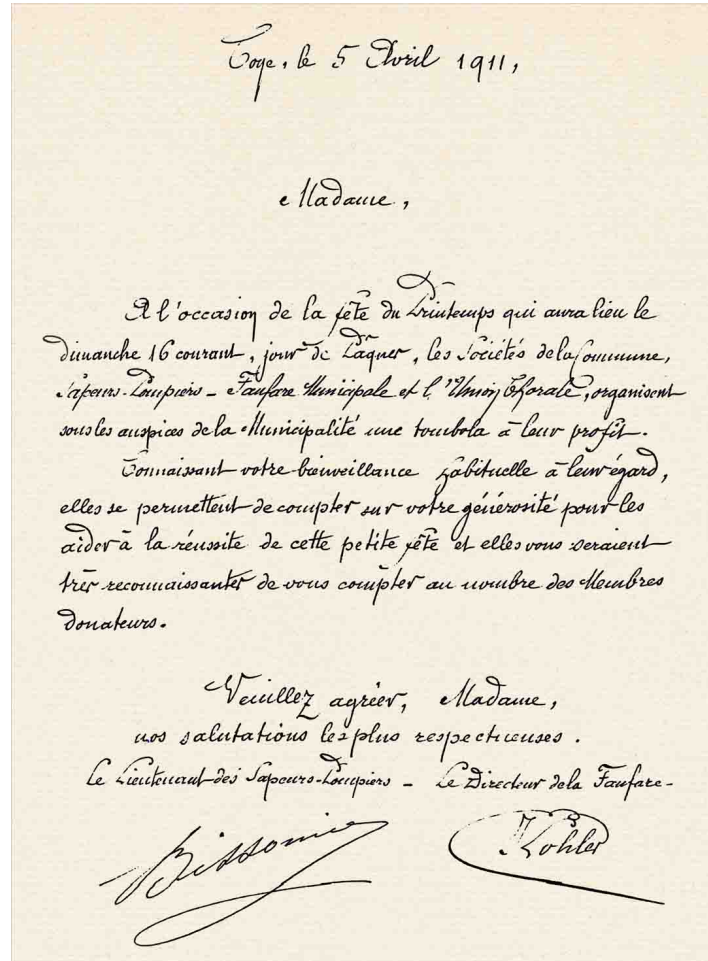 Coye, le 5 Avril 1911,
Madame,
A l'occasion de la fête du Printemps qui aura lieu le
dimanche 16 courant, jour de Pâques, les Sociétés de la Commune,
Sapeurs-Pompiers - Fanfare Municipale et l'Union Chorale, organisent
sous les auspices de la Municipalité une tombola à leur profit.
Connaissant votre bienveillance habituelle à leur égard,
elles se permettent de compter sur votre générosité pour les
aider à la réussite de cette petite fête et elles vous seraient
très reconnaissantes de vous compter au nombre des Membres
donateurs.
Veuillez agréer, Madame,
nos salutations les plus respectueuses.
Le Lieutenant des Sapeurs-Pompiers - Le Directeur de la Fanfare-
Kohler